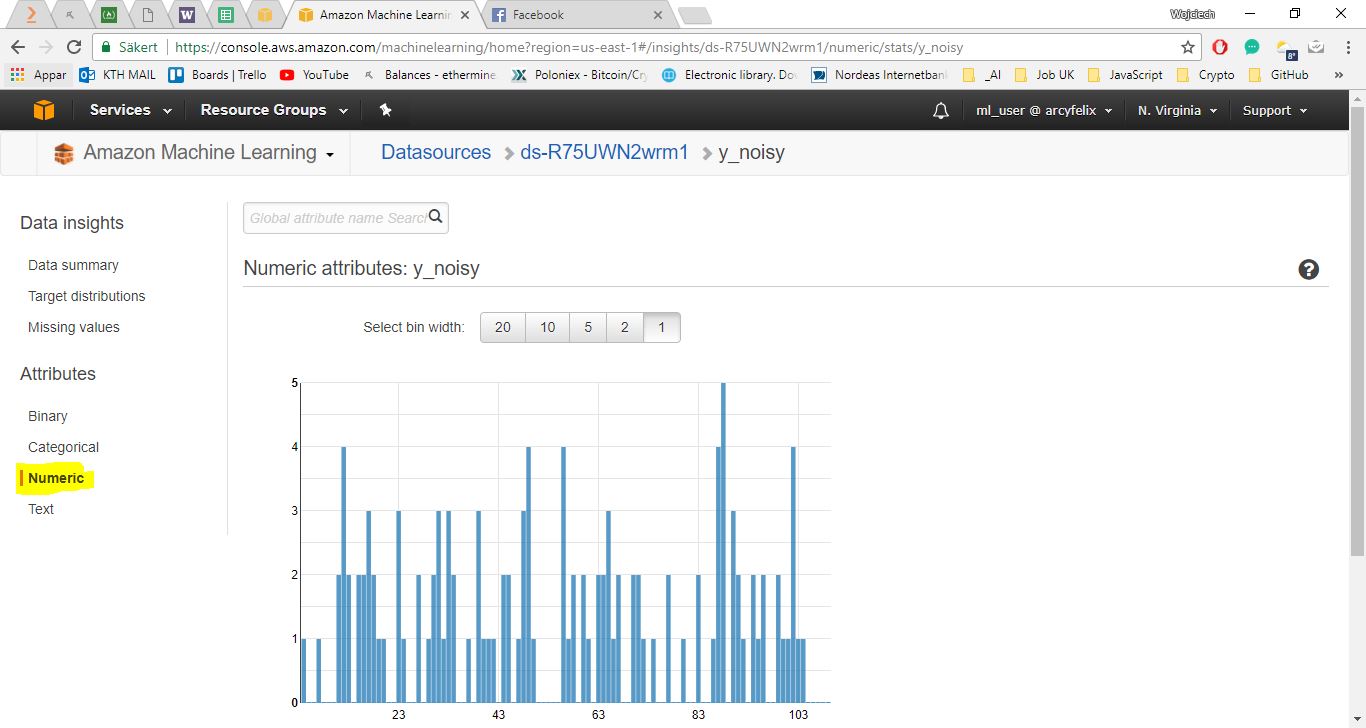 Wojciech
Amazon Machine Learnin
Facebook
Säkert
https://console.aws.amazon.com/machinelearning/home?region=us-east-1#/insights/ds-R75UWN2wrm1/numeric/stats/y_noisy
8°
Appar KTH MAIL Boards | Trello YouTube Balances - ethermine Poloniex - Bitcoin/Cry Electronic library. Do Nordeas Internetbank _AI Job UK JavaScript Crypto GitHub »
Services Resource Groups ml_user @ arcyfelix N. Virginia Support
Amazon Machine Learning Datasources ds-R75UWN2wrm1 y_noisy
Data insights
Data summary
Target distributions
Missing values
Attributes
Binary
Categorical
Numeric
Text
Global attribute name Search
Numeric attributes: y_noisy
?
Select bin width: 20 10 5 2 1
5
4
3
2
1
0
23 43 63 83 103